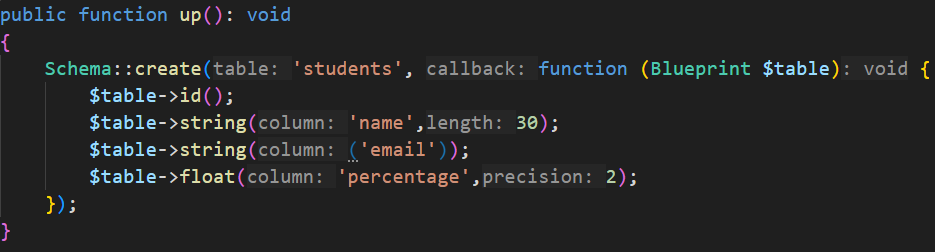 public function up(): void
{
    Schema::create(table: 'students', callback: function (Blueprint $table): void {
        $table->id();
        $table->string(column: 'name',length: 30);
        $table->string(column: ('email'));
        $table->float(column: 'percentage',precision: 2);
    });
}